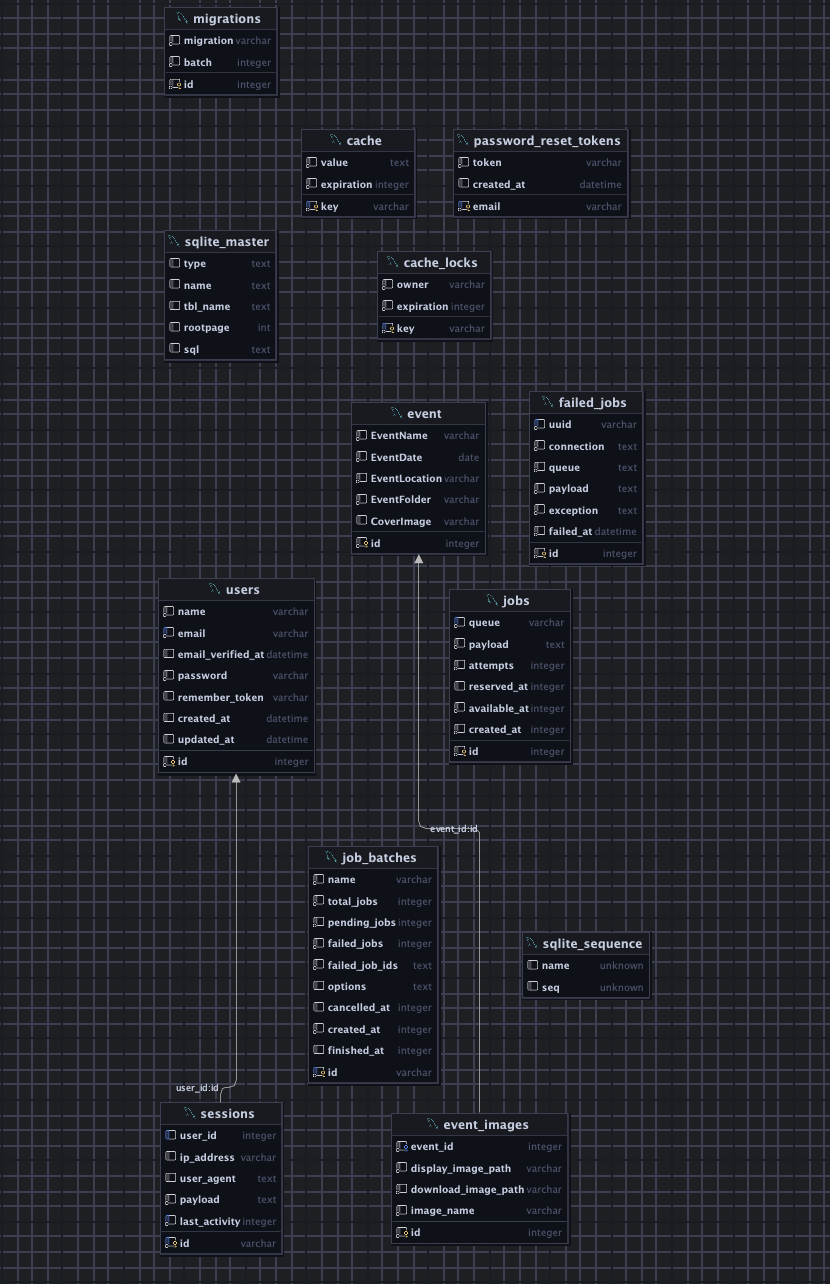 migrations
migration varchar
batch integer
id integer
cache
value text
expiration integer
key varchar
password_reset_tokens
token varchar
created_at datetime
email varchar
sqlite_master
type text
name text
tbl_name text
rootpage int
sql text
cache_locks
owner varchar
expiration integer
key varchar
event
EventName varchar
EventDate date
EventLocation varchar
EventFolder varchar
CoverImage varchar
id integer
failed_jobs
uuid varchar
connection text
queue text
payload text
exception text
failed_at datetime
id integer
users
name varchar
email varchar
email_verified_at datetime
password varchar
remember_token varchar
created_at datetime
updated_at datetime
id integer
jobs
queue varchar
payload text
attempts integer
reserved_at integer
available_at integer
created_at integer
id integer
event_id:id
job_batches
name varchar
total_jobs integer
pending_jobs integer
failed_jobs integer
failed_job_ids text
options text
cancelled_at integer
created_at integer
finished_at integer
id varchar
sqlite_sequence
name unknown
seq unknown
user_id:id
sessions
user_id integer
ip_address varchar
user_agent text
payload text
last_activity integer
id varchar
event_images
event_id integer
display_image_path varchar
download_image_path varchar
image_name varchar
id integer